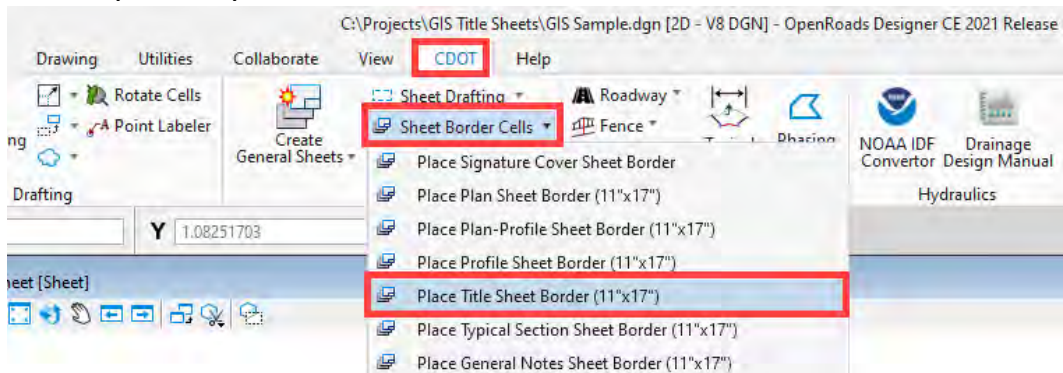 C:\Projects\GIS Title Sheets\GIS Sample.dgn [2D - V8 DGN] - OpenRoads Designer CE 2021 Release
Drawing Utilities Collaborate View CDOT Help
Rotate Cells Sheet Drafting Roadway
ng Point Labeler Sheet Border Cells Fence Phasing
Create General Sheets NOAA IDF Convertor Drainage Design Manual
Place Signature Cover Sheet Border
Drafting Place Plan Sheet Border (11"x17") Hydraulics
Y 1.08251703 Place Plan-Profile Sheet Border (11"x17")
Place Profile Sheet Border (11"x17")
heet [Sheet] Place Title Sheet Border (11"x17")
Place Typical Section Sheet Border (11"x17")
Place General Notes Sheet Border (11"x17")